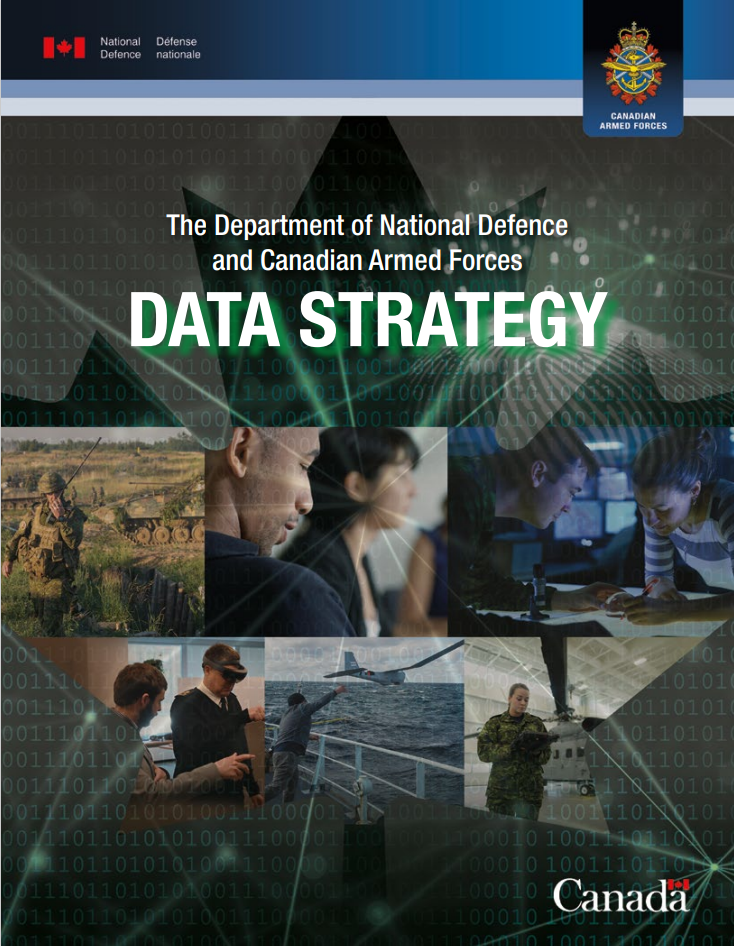 National
Defence
Défense
nationale
CANADIAN
ARMED FORCES
The Department of National Defence
and Canadian Armed Forces
DATA STRATEGY
Canada